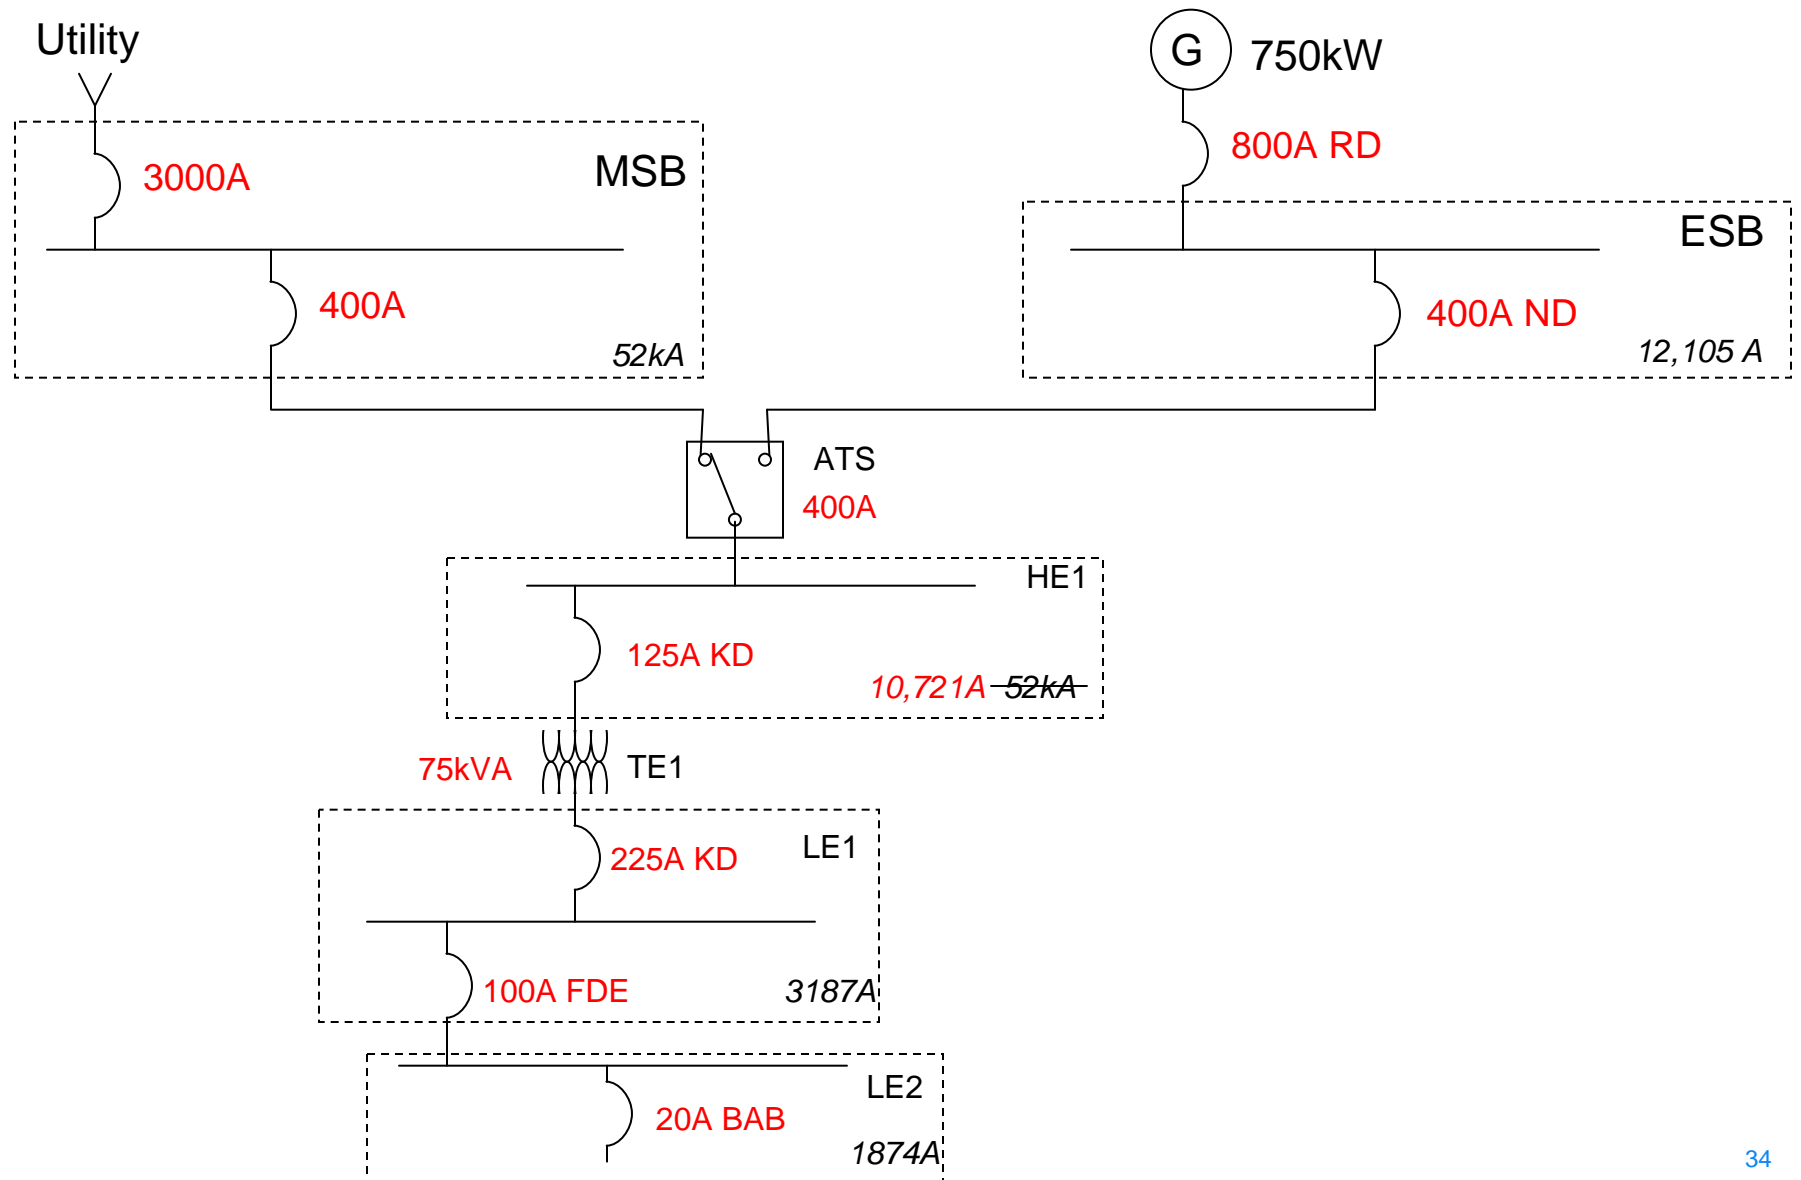 Utility
G
750kW
3000A
MSB
800A RD
ESB
400A
52kA
400A ND
12,105 A
ATS
400A
HE1
125A KD
10,721A 52kA
75kVA
TE1
LE1
225A KD
100A FDE
3187A
LE2
20A BAB
1874A
34